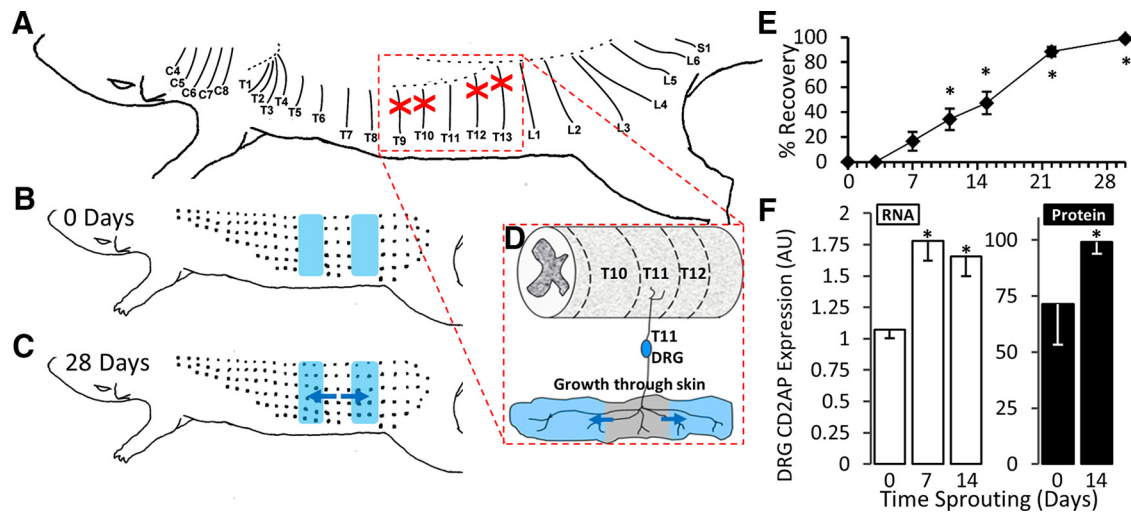 A
C4
C5
C6
C7
C8
T1
T2
T3
T4
T5
T6
T7
T8
T9
T10
T11
T12
T13
L1
L2
L3
L4
L5
L6
S1
B
0 Days
C
28 Days
D
T10
T11
T12
T11
DRG
Growth through skin
E
% Recovery
100
80
60
40
20
0
* * * *
0 7 14 21 28
F
DRG CD2AP Expression (AU)
RNA
2
1.75
1.5
1.25
1
0.75
0.5
0.25
0
* *
0 7 14
Protein
100
75
50
25
0
*
0 14
Time Sprouting (Days)